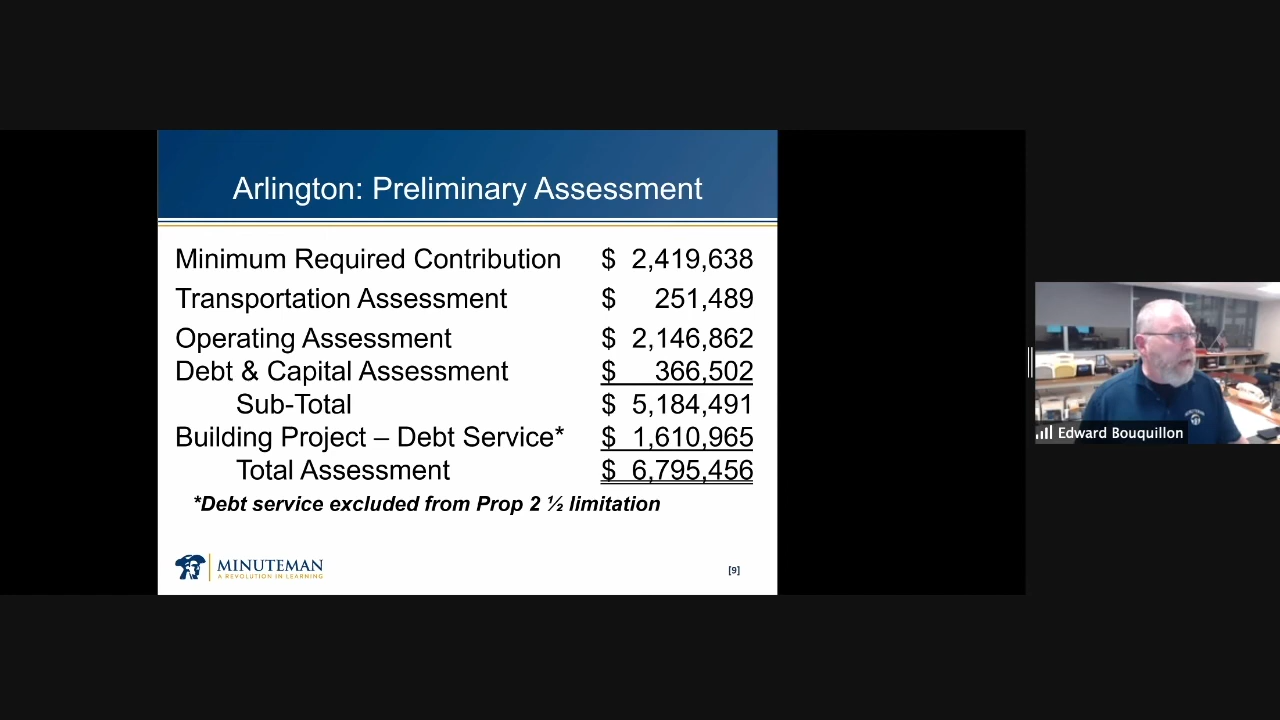 Arlington: Preliminary Assessment
Minimum Required Contribution $ 2,419,638
Transportation Assessment $ 251,489
Operating Assessment $ 2,146,862
Debt & Capital Assessment $ 366,502
Sub-Total $ 5,184,491
Building Project – Debt Service* $ 1,610,965
Total Assessment $ 6,795,456
*Debt service excluded from Prop 2 ½ limitation
MINUTEMAN
A REVOLUTION IN LEARNING
[9]
MINUTEMAN
Edward Bouquillon